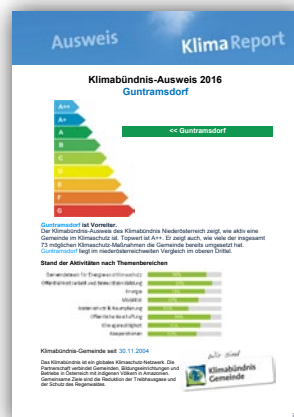 Ausweis
KlimaReport
Klimabündnis-Ausweis 2016
Guntramsdorf
A++
A+
A
<< Guntramsdorf
B
C
D
E
F
G
Guntramsdorf ist Vorreiter.
Der Klimabündnis-Ausweis des Klimabündnis Niederösterreich zeigt, wie aktiv eine
Gemeinde im Klimaschutz ist. Topwert ist A++. Er zeigt auch, wie viele der insgesamt
73 möglichen Klimaschutz-Maßnahmen die Gemeinde bereits umgesetzt hat.
Guntramsdorf liegt im niederösterreichweiten Vergleich im oberen Drittel.
Stand der Aktivitäten nach Themenbereichen
Energie
Mobilität
Klimagerechtigkeit
Kooperationen
Klimabündnis-Gemeinde seit 30.11.2004
Das Klimabündnis ist ein globales Klimaschutz-Netzwerk. Die
Partnerschaft verbindet Gemeinden, Bildungseinrichtungen und
Betriebe in Österreich mit indigenen Völkern in Amazonien.
Gemeinsame Ziele sind die Reduktion der Treibhausgase und
der Schutz des Regenwaldes.
Wir sind
Klimabündnis
Gemeinde